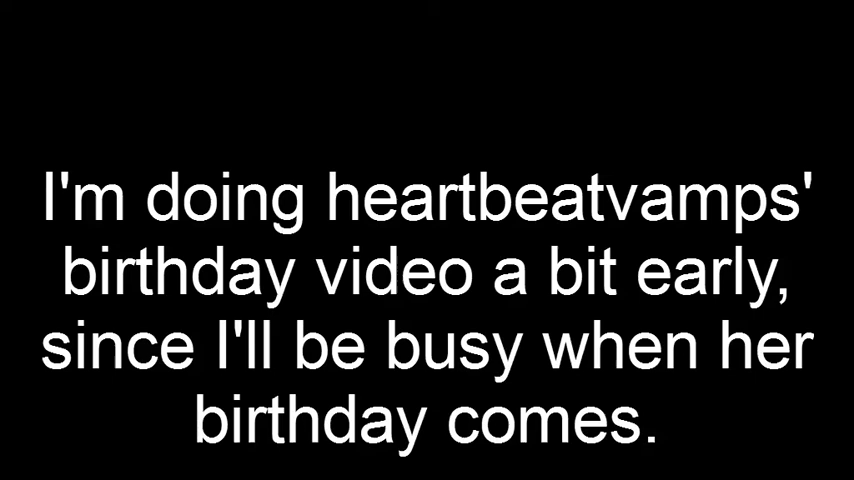 I'm doing heartbeatvamps'
birthday video a bit early,
since I'll be busy when her
birthday comes.